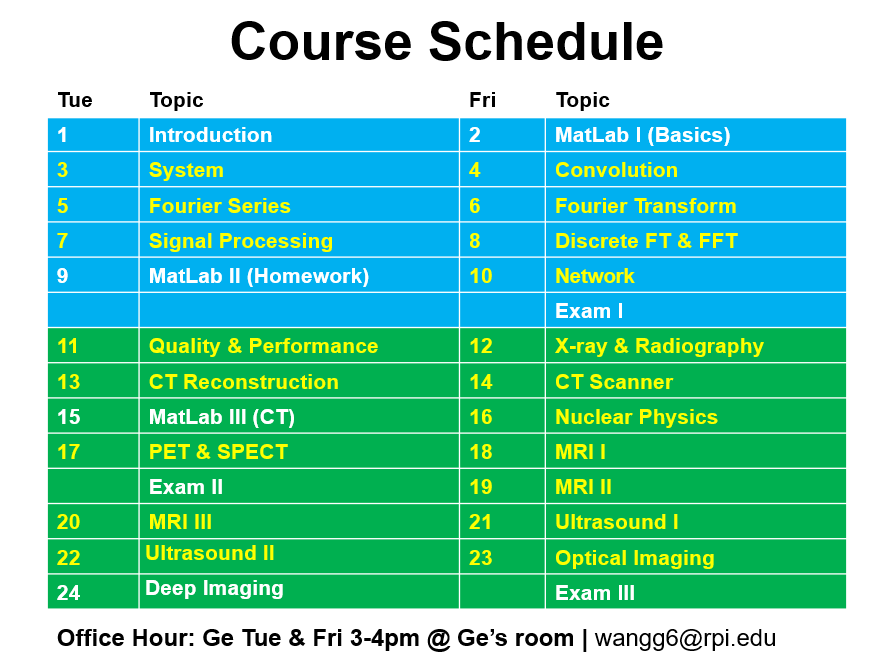 Course Schedule
Tue Topic Fri Topic
1 Introduction 2 MatLab I (Basics)
3 System 4 Convolution
5 Fourier Series 6 Fourier Transform
7 Signal Processing 8 Discrete FT & FFT
9 MatLab II (Homework) 10 Network
Exam I
11 Quality & Performance 12 X-ray & Radiography
13 CT Reconstruction 14 CT Scanner
15 MatLab III (CT) 16 Nuclear Physics
17 PET & SPECT 18 MRI I
Exam II 19 MRI II
20 MRI III 21 Ultrasound I
22 Ultrasound II 23 Optical Imaging
24 Deep Imaging Exam III
Office Hour: Ge Tue & Fri 3-4pm @ Ge’s room | wangg6@rpi.edu